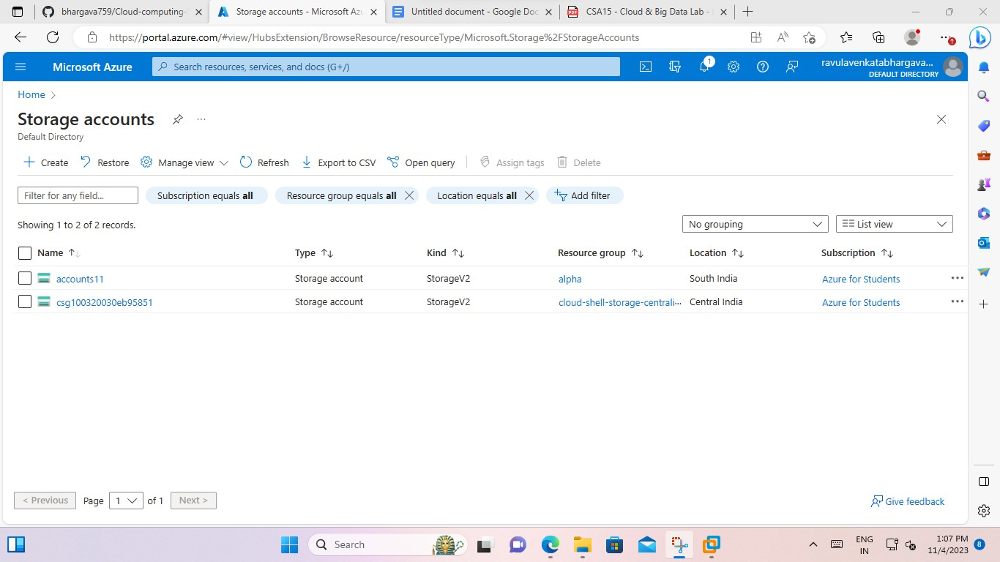 bhargava759/Cloud-computing-
Storage accounts - Microsoft Azu
Untitled document - Google Doc
PDF
CSA15 - Cloud & Big Data Lab -
https://portal.azure.com/#view/HubsExtension/BrowseResource/resourceType/Microsoft.Storage%2FStorageAccounts
Microsoft Azure
Search resources, services, and docs (G+/)
1
ravulavenkatabhargava...
DEFAULT DIRECTORY
Home >
Storage accounts
Default Directory
Create
Restore
Manage view
Refresh
Export to CSV
Open query
Assign tags
Delete
Filter for any field...
Subscription equals all
Resource group equals all
Location equals all
Add filter
Showing 1 to 2 of 2 records.
No grouping
List view
Name
Type
Kind
Resource group
Location
Subscription
accounts11
Storage account
StorageV2
alpha
South India
Azure for Students
csg100320030eb95851
Storage account
StorageV2
cloud-shell-storage-centrali...
Central India
Azure for Students
< Previous
Page
1
of 1
Next >
Give feedback
Search
ENG
IN
1:07 PM
11/4/2023
8